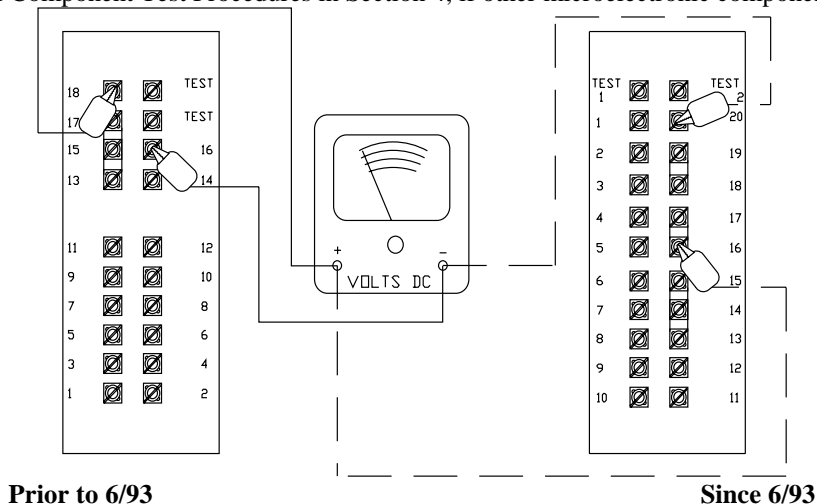 Component Test Procedures in Section 4, if other microelectronic component
18 TEST
17 TEST
15 16
13 14
11 12
9 10
7 8
5 6
3 4
1 2
+ -
VOLTS DC
TEST TEST
1 2
1 20
2 19
3 18
4 17
5 16
6 15
7 14
8 13
9 12
10 11
Prior to 6/93
Since 6/93